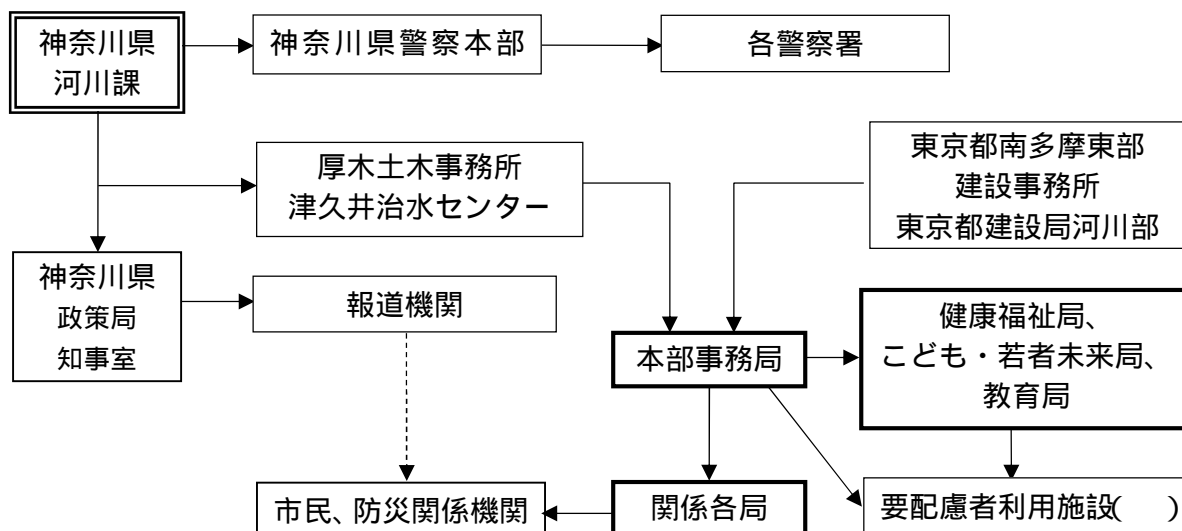 神奈川県
河川課
神奈川県警察本部
各警察署
厚木土木事務所
津久井治水センター
東京都南多摩東部
建設事務所
東京都建設局河川部
神奈川県
政策局
知事室
報道機関
本部事務局
健康福祉局、
こども・若者未来局、
教育局
市民、防災関係機関
関係各局
要配慮者利用施設( )